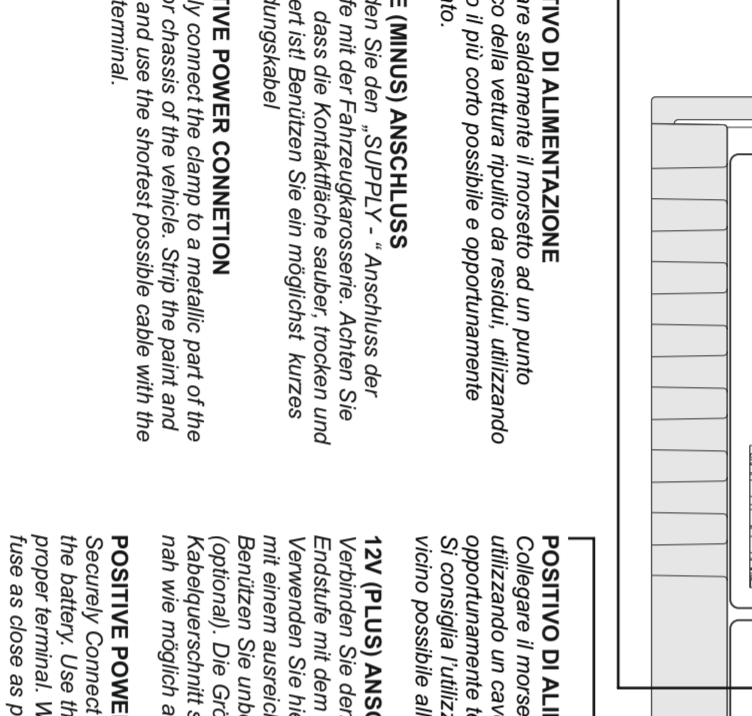 TIVO DI ALIMENTAZIONE
are saldamente il morsetto ad un punto
co della vettura ripulito da residui, utilizzando
o il più corto possibile e opportunamente
ato.
E (MINUS) ANSCHLUSS
den Sie den „SUPPLY - “ Anschluss der
fe mit der Fahrzeugkarosserie. Achten Sie
dass die Kontaktfläche sauber, trocken und
ert ist! Benützen Sie ein möglichst kurzes
dungskabel
TIVE POWER CONNETION
ly connect the clamp to a metallic part of the
or chassis of the vehicle. Strip the paint and
and use the shortest possible cable with the
terminal.
POSITIVO DI ALI
Collegare il morse
utilizzando un cav
opportunamente te
Si consiglia l'utiliz
vicino possibile all
12V (PLUS) ANSC
Verbinden Sie der
Endstufe mit dem
Verwenden Sie hie
mit einem ausreic
Benützen Sie unbe
(optional). Die Grö
Kabelquerschnitt s
nah wie möglich a
POSITIVE POWE
Securely Connect
the battery. Use th
proper terminal. W
fuse as close as p